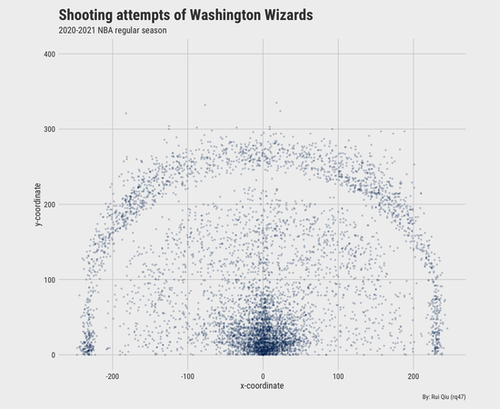 Shooting attempts of Washington Wizards
2020-2021 NBA regular season
400
300
200
100
0
y-coordinate
-200
-100
0
100
200
x-coordinate
By: Rui Qiu (rq47)